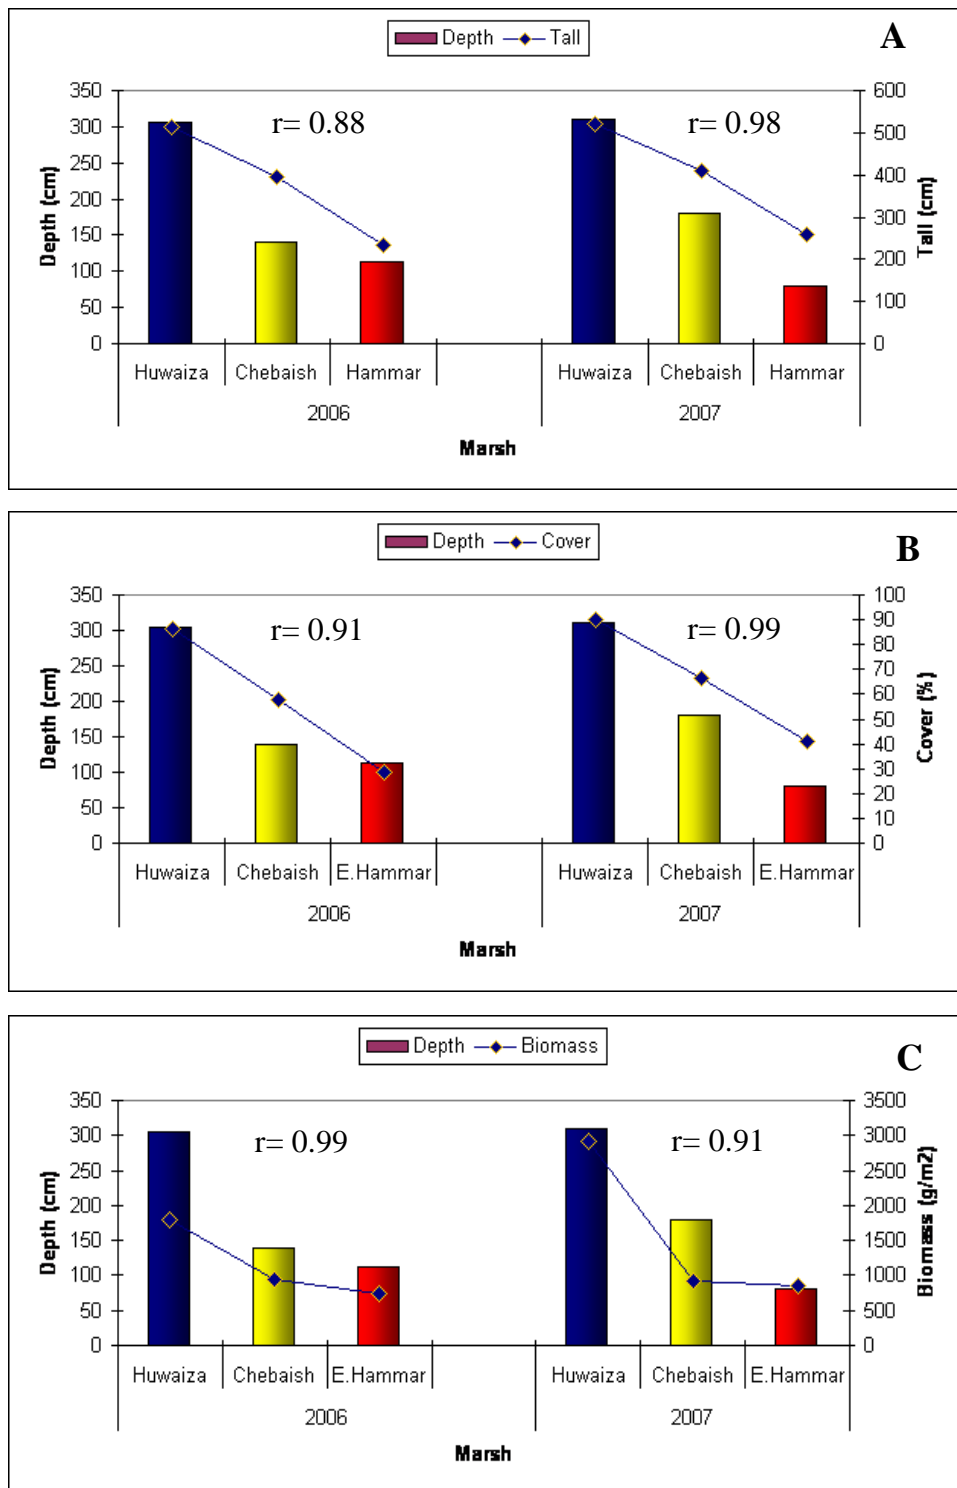 Depth Tall
A
350 600
300 500
250 400
200 300
150 200
100 100
50 0
0
Depth (cm)
Tall (cm)
r= 0.88 r= 0.98
Huwaiza Chebaish Hammar Huwaiza Chebaish Hammar
2006 2007
Marsh
Depth Cover
B
350 100
300 90
250 80
200 70
150 60
100 50
50 40
0 30
20
10
0
Depth (cm)
Cover (%)
r= 0.91 r= 0.99
Huwaiza Chebaish E.Hammar Huwaiza Chebaish E.Hammar
2006 2007
Marsh
Depth Biomass
C
350 3500
300 3000
250 2500
200 2000
150 1500
100 1000
50 500
0 0
Depth (cm)
Biomass (g/m2)
r= 0.99 r= 0.91
Huwaiza Chebaish E.Hammar Huwaiza Chebaish E.Hammar
2006 2007
Marsh